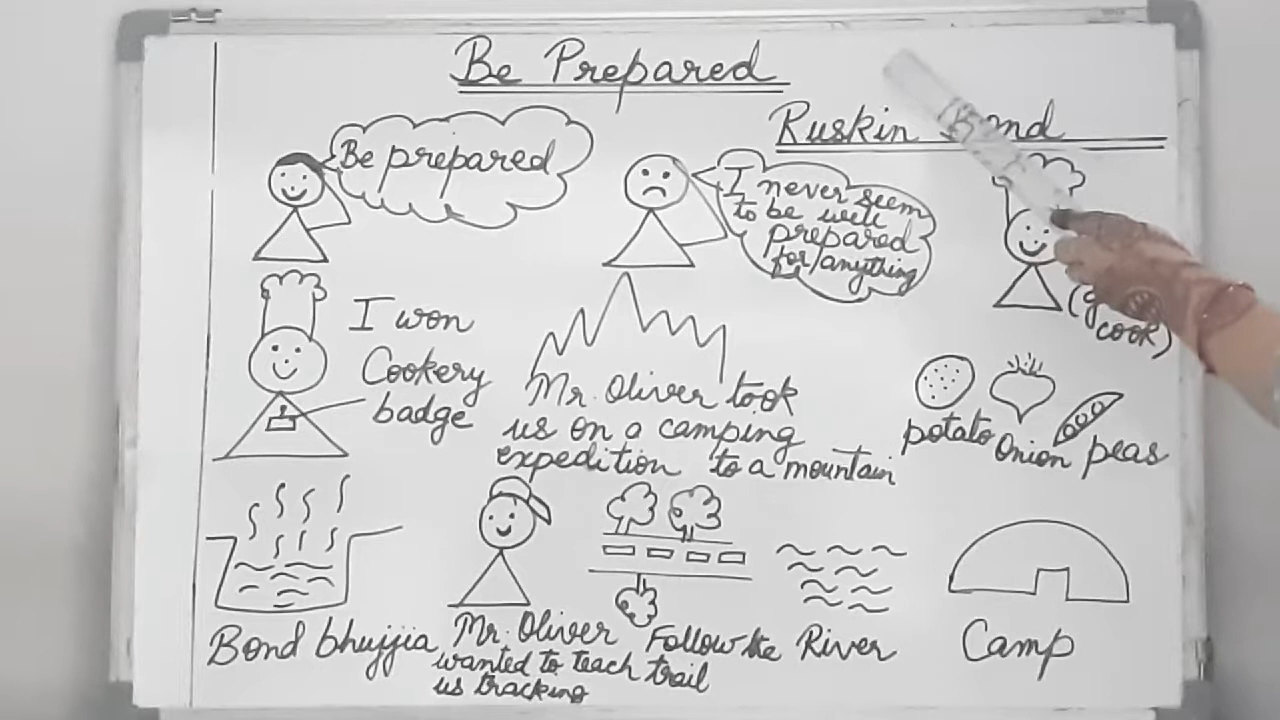 Be Prepared
Ruskin Bond
Be prepared
I never seem
to be well
prepared
for/anything
I won
Cookery
badge
Mr. Oliver took
us on a camping
expedition to a mountain
cook)
potato onion peas
Bond bhujjia
Mr. Oliver
wanted to teach
us tracking
Follow the
trail
River
Camp